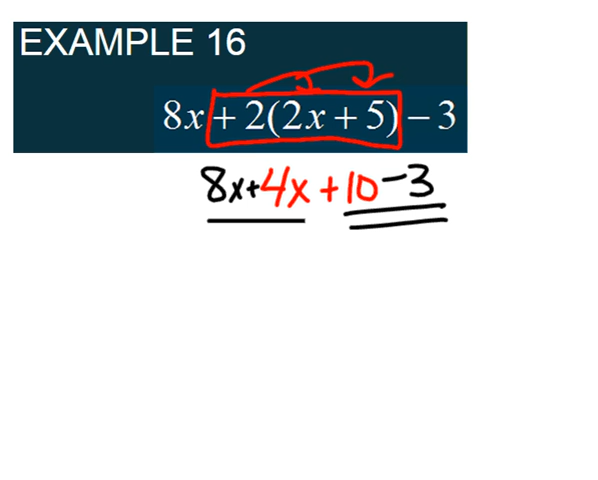 EXAMPLE 16
8x + 2(2x + 5) − 3
8x+4x + 10 −3